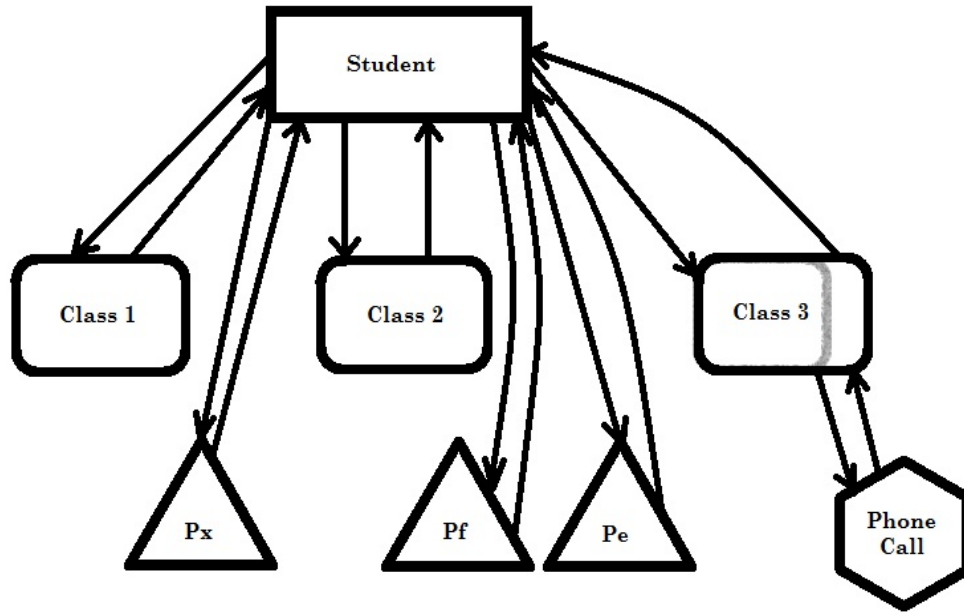 Student
Class 1
Class 2
Class 3
Px
Pf
Pe
Phone
Call